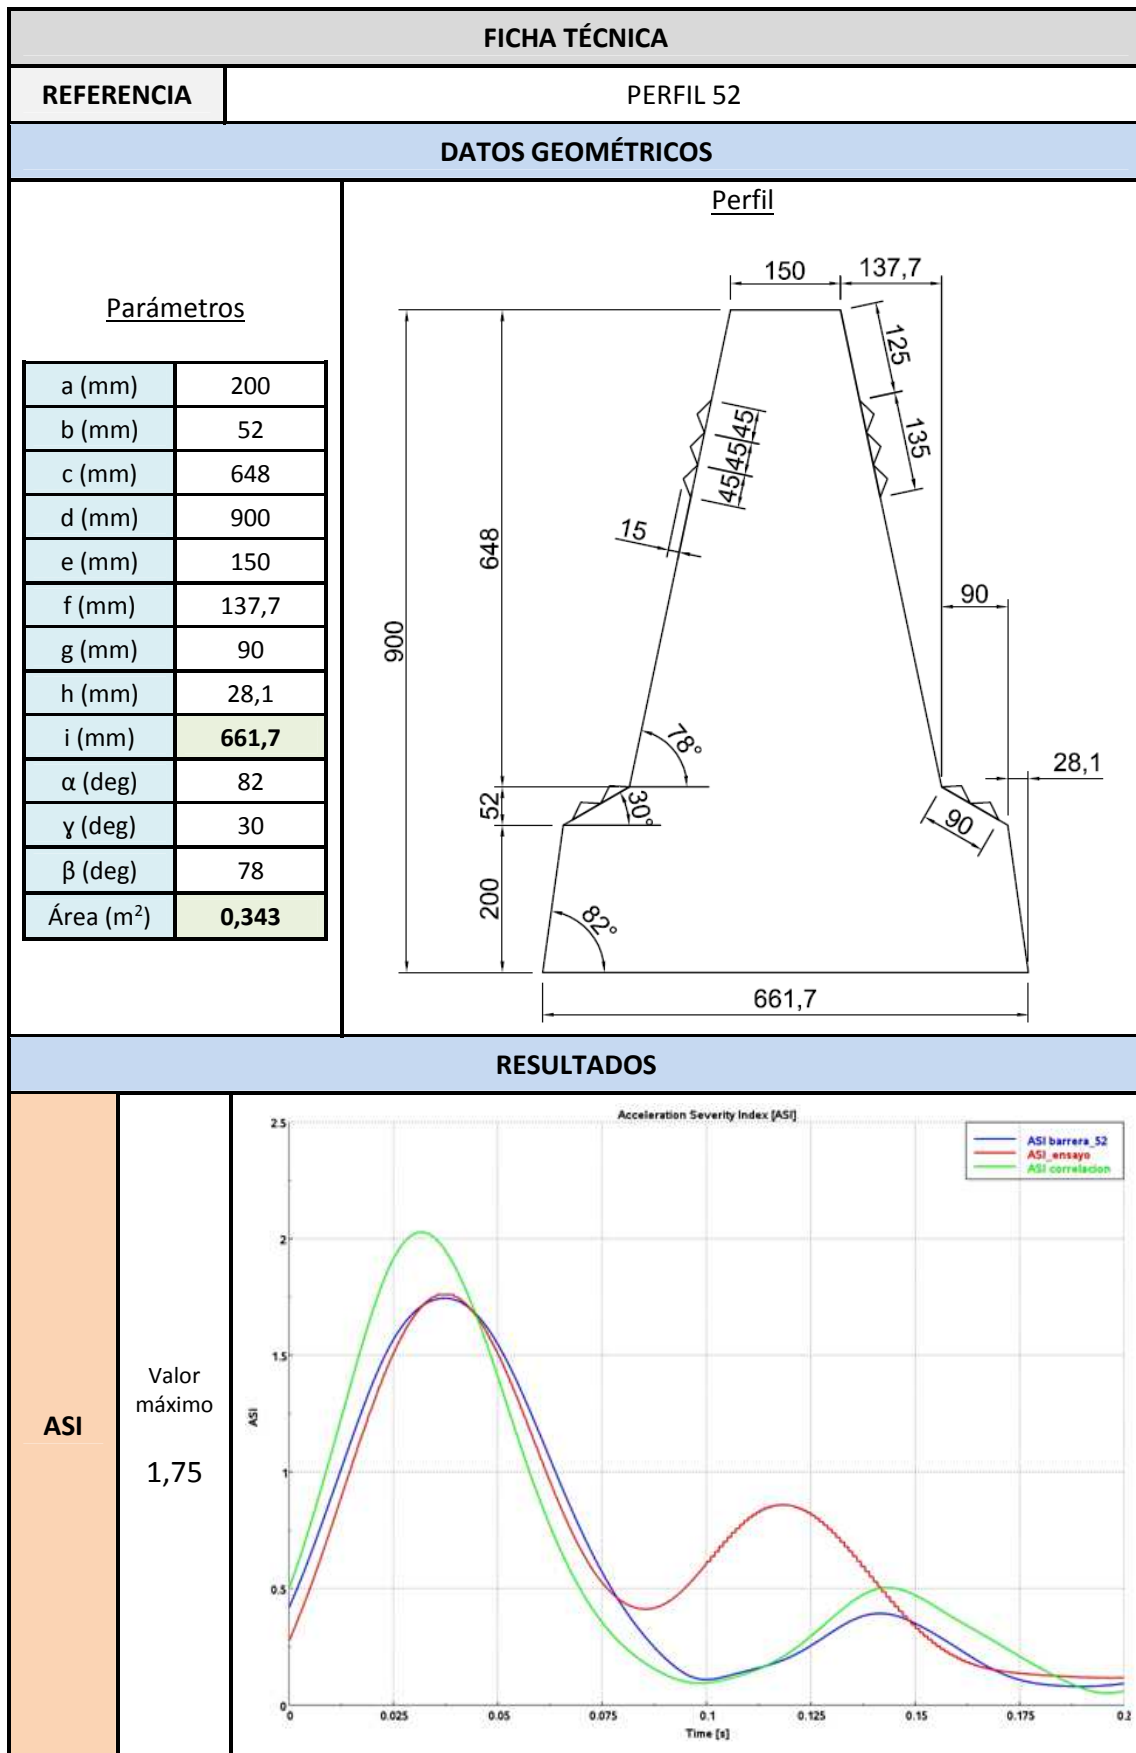 FICHA TÉCNICA
REFERENCIA PERFIL 52
DATOS GEOMÉTRICOS
Parámetros
a (mm) 200
b (mm) 52
c (mm) 648
d (mm) 900
e (mm) 150
f (mm) 137,7
g (mm) 90
h (mm) 28,1
i (mm) 661,7
α (deg) 82
γ (deg) 30
β (deg) 78
Área (m²) 0,343
Perfil
150 137,7
125
135
45
45
45
15
648
900
90
78°
28,1
52
30°
90
200
82°
661,7
RESULTADOS
ASI
Valor
máximo
1,75
Acceleration Severity Index [ASI]
ASI barrera_52
ASI_ensayo
ASI correlacion
2.5
2
1.5
1
0.5
0
ASI
0 0.025 0.05 0.075 0.1 0.125 0.15 0.175 0.2
Time [s]